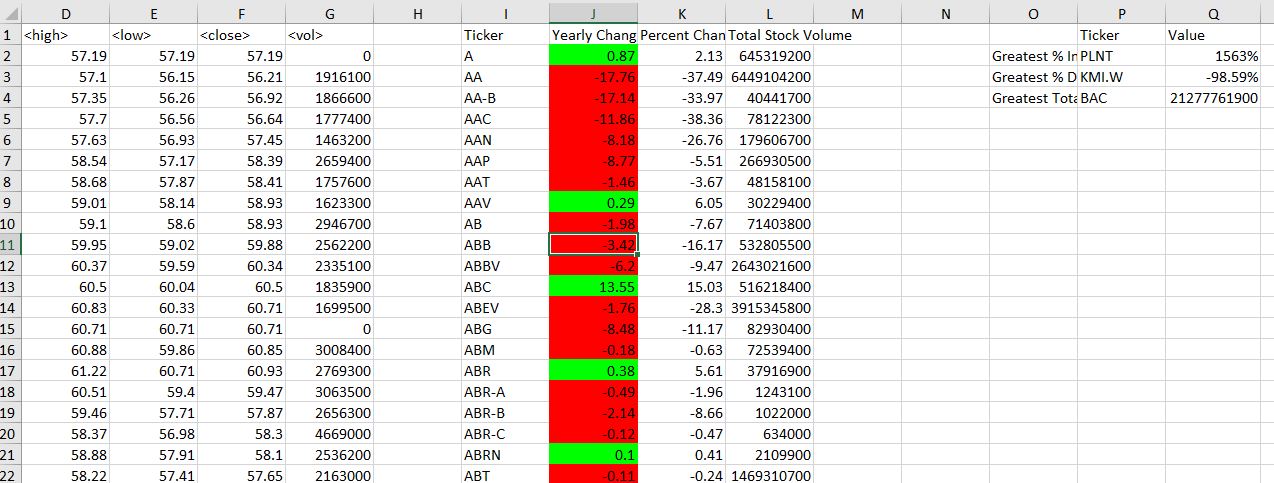 D E F G H I J K L M N O P Q
1 <high> <low> <close> <vol> Ticker Yearly Chang Percent Chan Total Stock Volume Ticker Value
2 57.19 57.19 57.19 0 A 0.87 2.13 645319200 Greatest % In PLNT 1563%
3 57.1 56.15 56.21 1916100 AA -17.76 -37.49 6449104200 Greatest % D KMI.W -98.59%
4 57.35 56.26 56.92 1866600 AA-B -17.14 -33.97 40441700 Greatest Tota BAC 21277761900
5 57.7 56.56 56.64 1777400 AAC -11.86 -38.36 78122300
6 57.63 56.93 57.45 1463200 AAN -8.18 -26.76 179606700
7 58.54 57.17 58.39 2659400 AAP -8.77 -5.51 266930500
8 58.68 57.87 58.41 1757600 AAT -1.46 -3.67 48158100
9 59.01 58.14 58.93 1623300 AAV 0.29 6.05 30229400
10 59.1 58.6 58.93 2946700 AB -1.98 -7.67 71403800
11 59.95 59.02 59.88 2562200 ABB -3.42 -16.17 532805500
12 60.37 59.59 60.34 2335100 ABBV -6.2 -9.47 2643021600
13 60.5 60.04 60.5 1835900 ABC 13.55 15.03 516218400
14 60.83 60.33 60.71 1699500 ABEV -1.76 -28.3 3915345800
15 60.71 60.71 60.71 0 ABG -8.48 -11.17 82930400
16 60.88 59.86 60.85 3008400 ABM -0.18 -0.63 72539400
17 61.22 60.71 60.93 2769300 ABR 0.38 5.61 37916900
18 60.51 59.4 59.47 3063500 ABR-A -0.49 -1.96 1243100
19 59.46 57.71 57.87 2656300 ABR-B -2.14 -8.66 1022000
20 58.37 56.98 58.3 4669000 ABR-C -0.12 -0.47 634000
21 58.88 57.91 58.1 2536200 ABRN 0.1 0.41 2109900
22 58.22 57.41 57.65 2163000 ABT -0.11 -0.24 1469310700